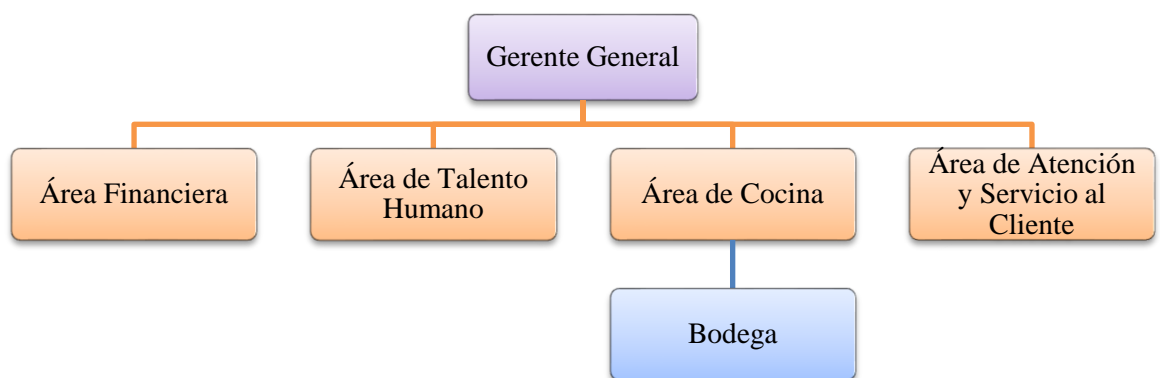 Gerente General
Área Financiera
Área de Talento
Humano
Área de Cocina
Área de Atención
y Servicio al
Cliente
Bodega